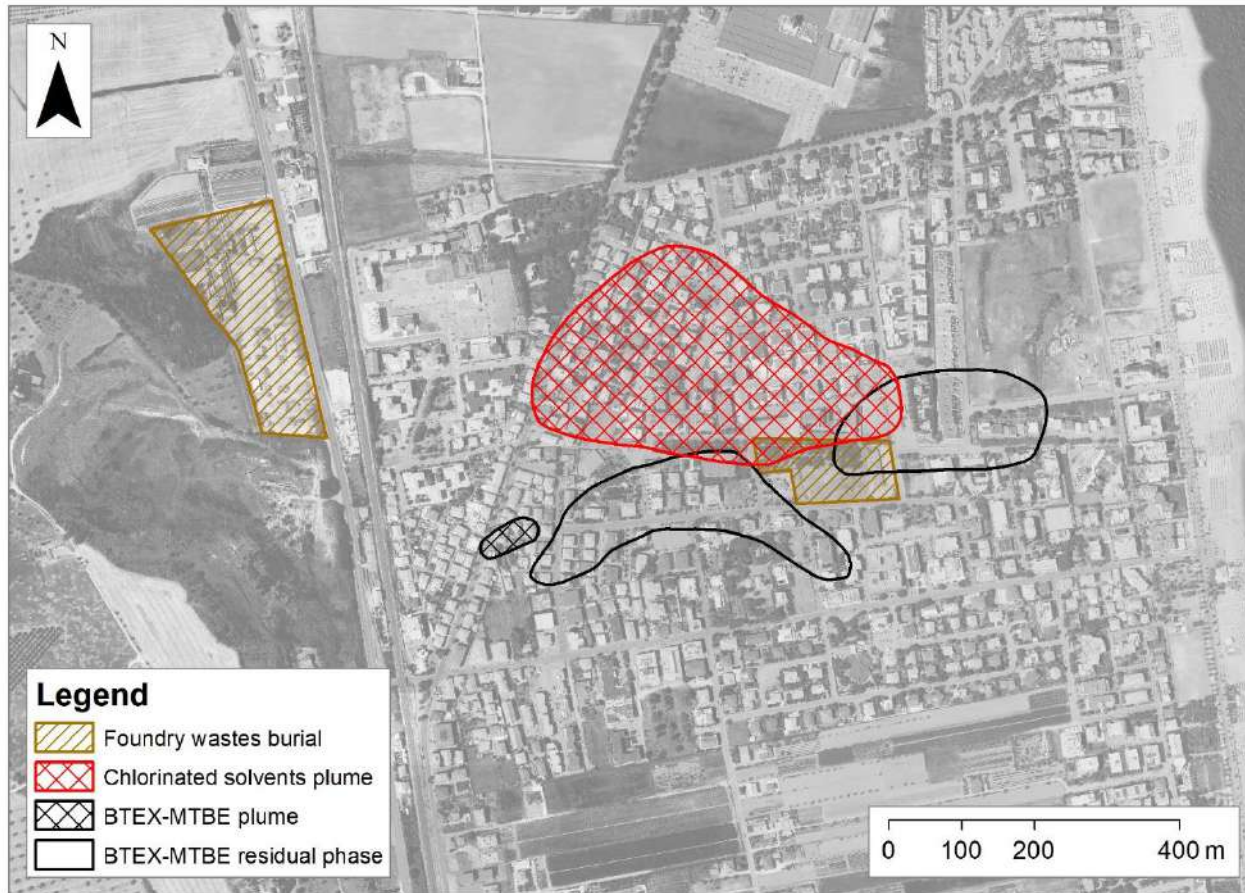 N
Legend
Foundry wastes burial
Chlorinated solvents plume
BTEX-MTBE plume
BTEX-MTBE residual phase
0 100 200 400 m